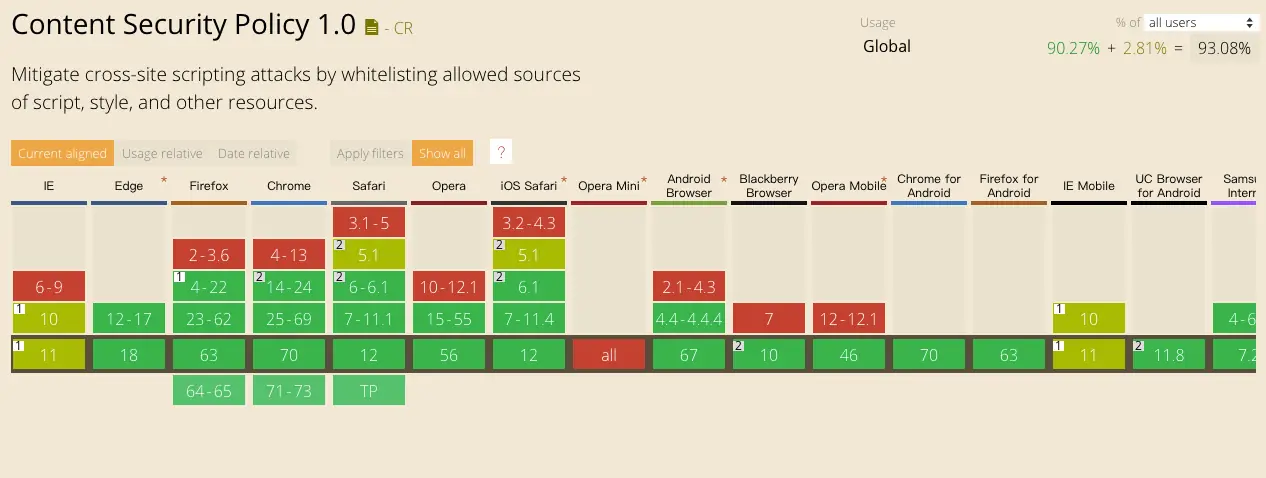 Content Security Policy 1.0 - CR
Usage % of all users
Global 90.27% + 2.81% = 93.08%
Mitigate cross-site scripting attacks by whitelisting allowed sources
of script, style, and other resources.
Current aligned Usage relative Date relative Apply filters Show all ?
IE Edge * Firefox Chrome Safari Opera iOS Safari * Opera Mini * Android Browser * Blackberry Browser Opera Mobile * Chrome for Android Firefox for Android IE Mobile UC Browser for Android Samsu Interr
3.1-5 3.2-4.3
2-3.6 4-13 2 5.1 2 5.1
6-9 1 4-22 2 14-24 2 6-6.1 10-12.1 2 6.1 2.1-4.3
1 10 12-17 23-62 25-69 7-11.1 15-55 7-11.4 4.4-4.4.4 7 12-12.1 1 10 4-6
1 11 18 63 70 12 56 12 all 67 2 10 46 70 63 1 11 2 11.8 7.2
64-65 71-73 TP